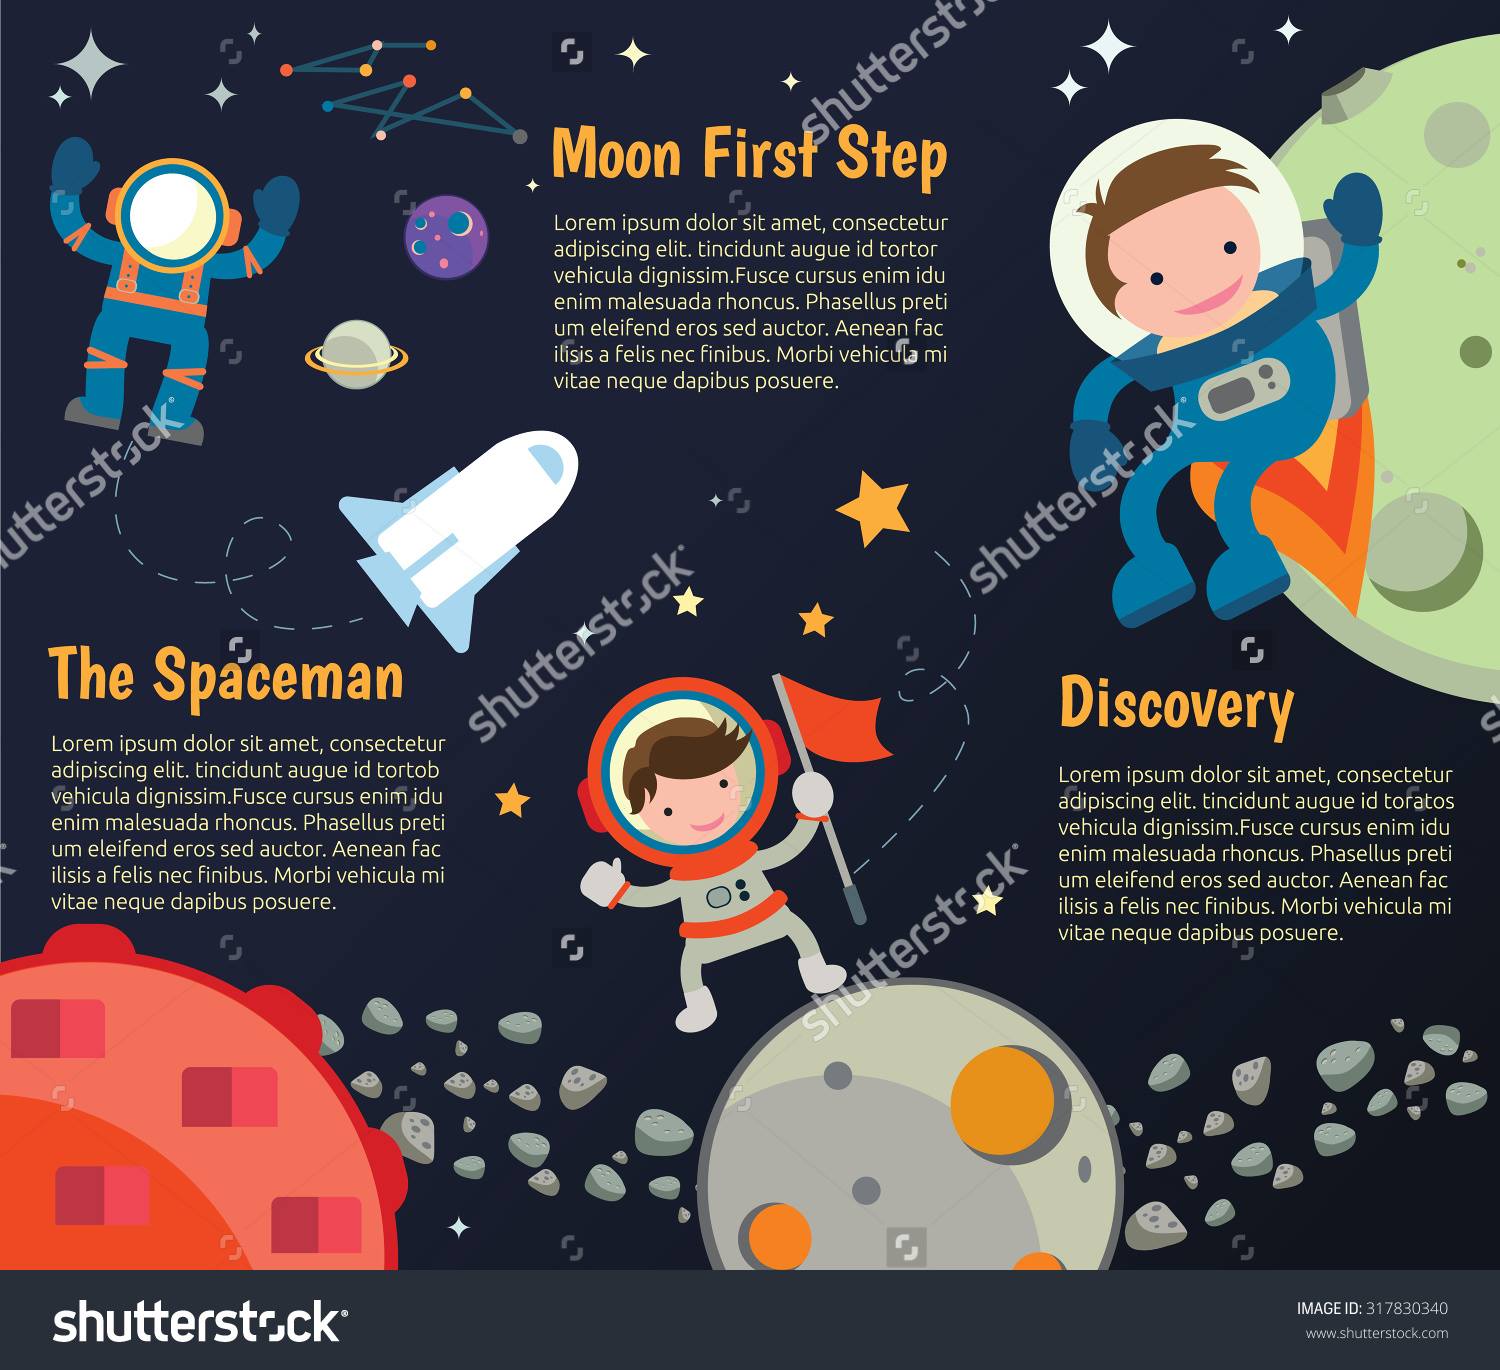 Moon First Step
Lorem ipsum dolor sit amet, consectetur
adipiscing elit. tincidunt augue id tortor
vehicula dignissim.Fusce cursus enim idu
enim malesuada rhoncus. Phasellus preti
um eleifend eros sed auctor. Aenean fac
ilisis a felis nec finibus. Morbi vehicula mi
vitae neque dapibus posuere.
The Spaceman
Lorem ipsum dolor sit amet, consectetur
adipiscing elit. tincidunt augue id tortob
vehicula dignissim.Fusce cursus enim idu
enim malesuada rhoncus. Phasellus preti
um eleifend eros sed auctor. Aenean fac
ilisis a felis nec finibus. Morbi vehicula mi
vitae neque dapibus posuere.
Discovery
Lorem ipsum dolor sit amet, consectetur
adipiscing elit. tincidunt augue id toratos
vehicula dignissim.Fusce cursus enim idu
enim malesuada rhoncus. Phasellus preti
um eleifend eros sed auctor. Aenean fac
ilisis a felis nec finibus. Morbi vehicula mi
vitae neque dapibus posuere.
shutterstock
shutterstock
shutterstock
shutterstock
shutterstock
shutterstock®
IMAGE ID: 317830340
www.shutterstock.com